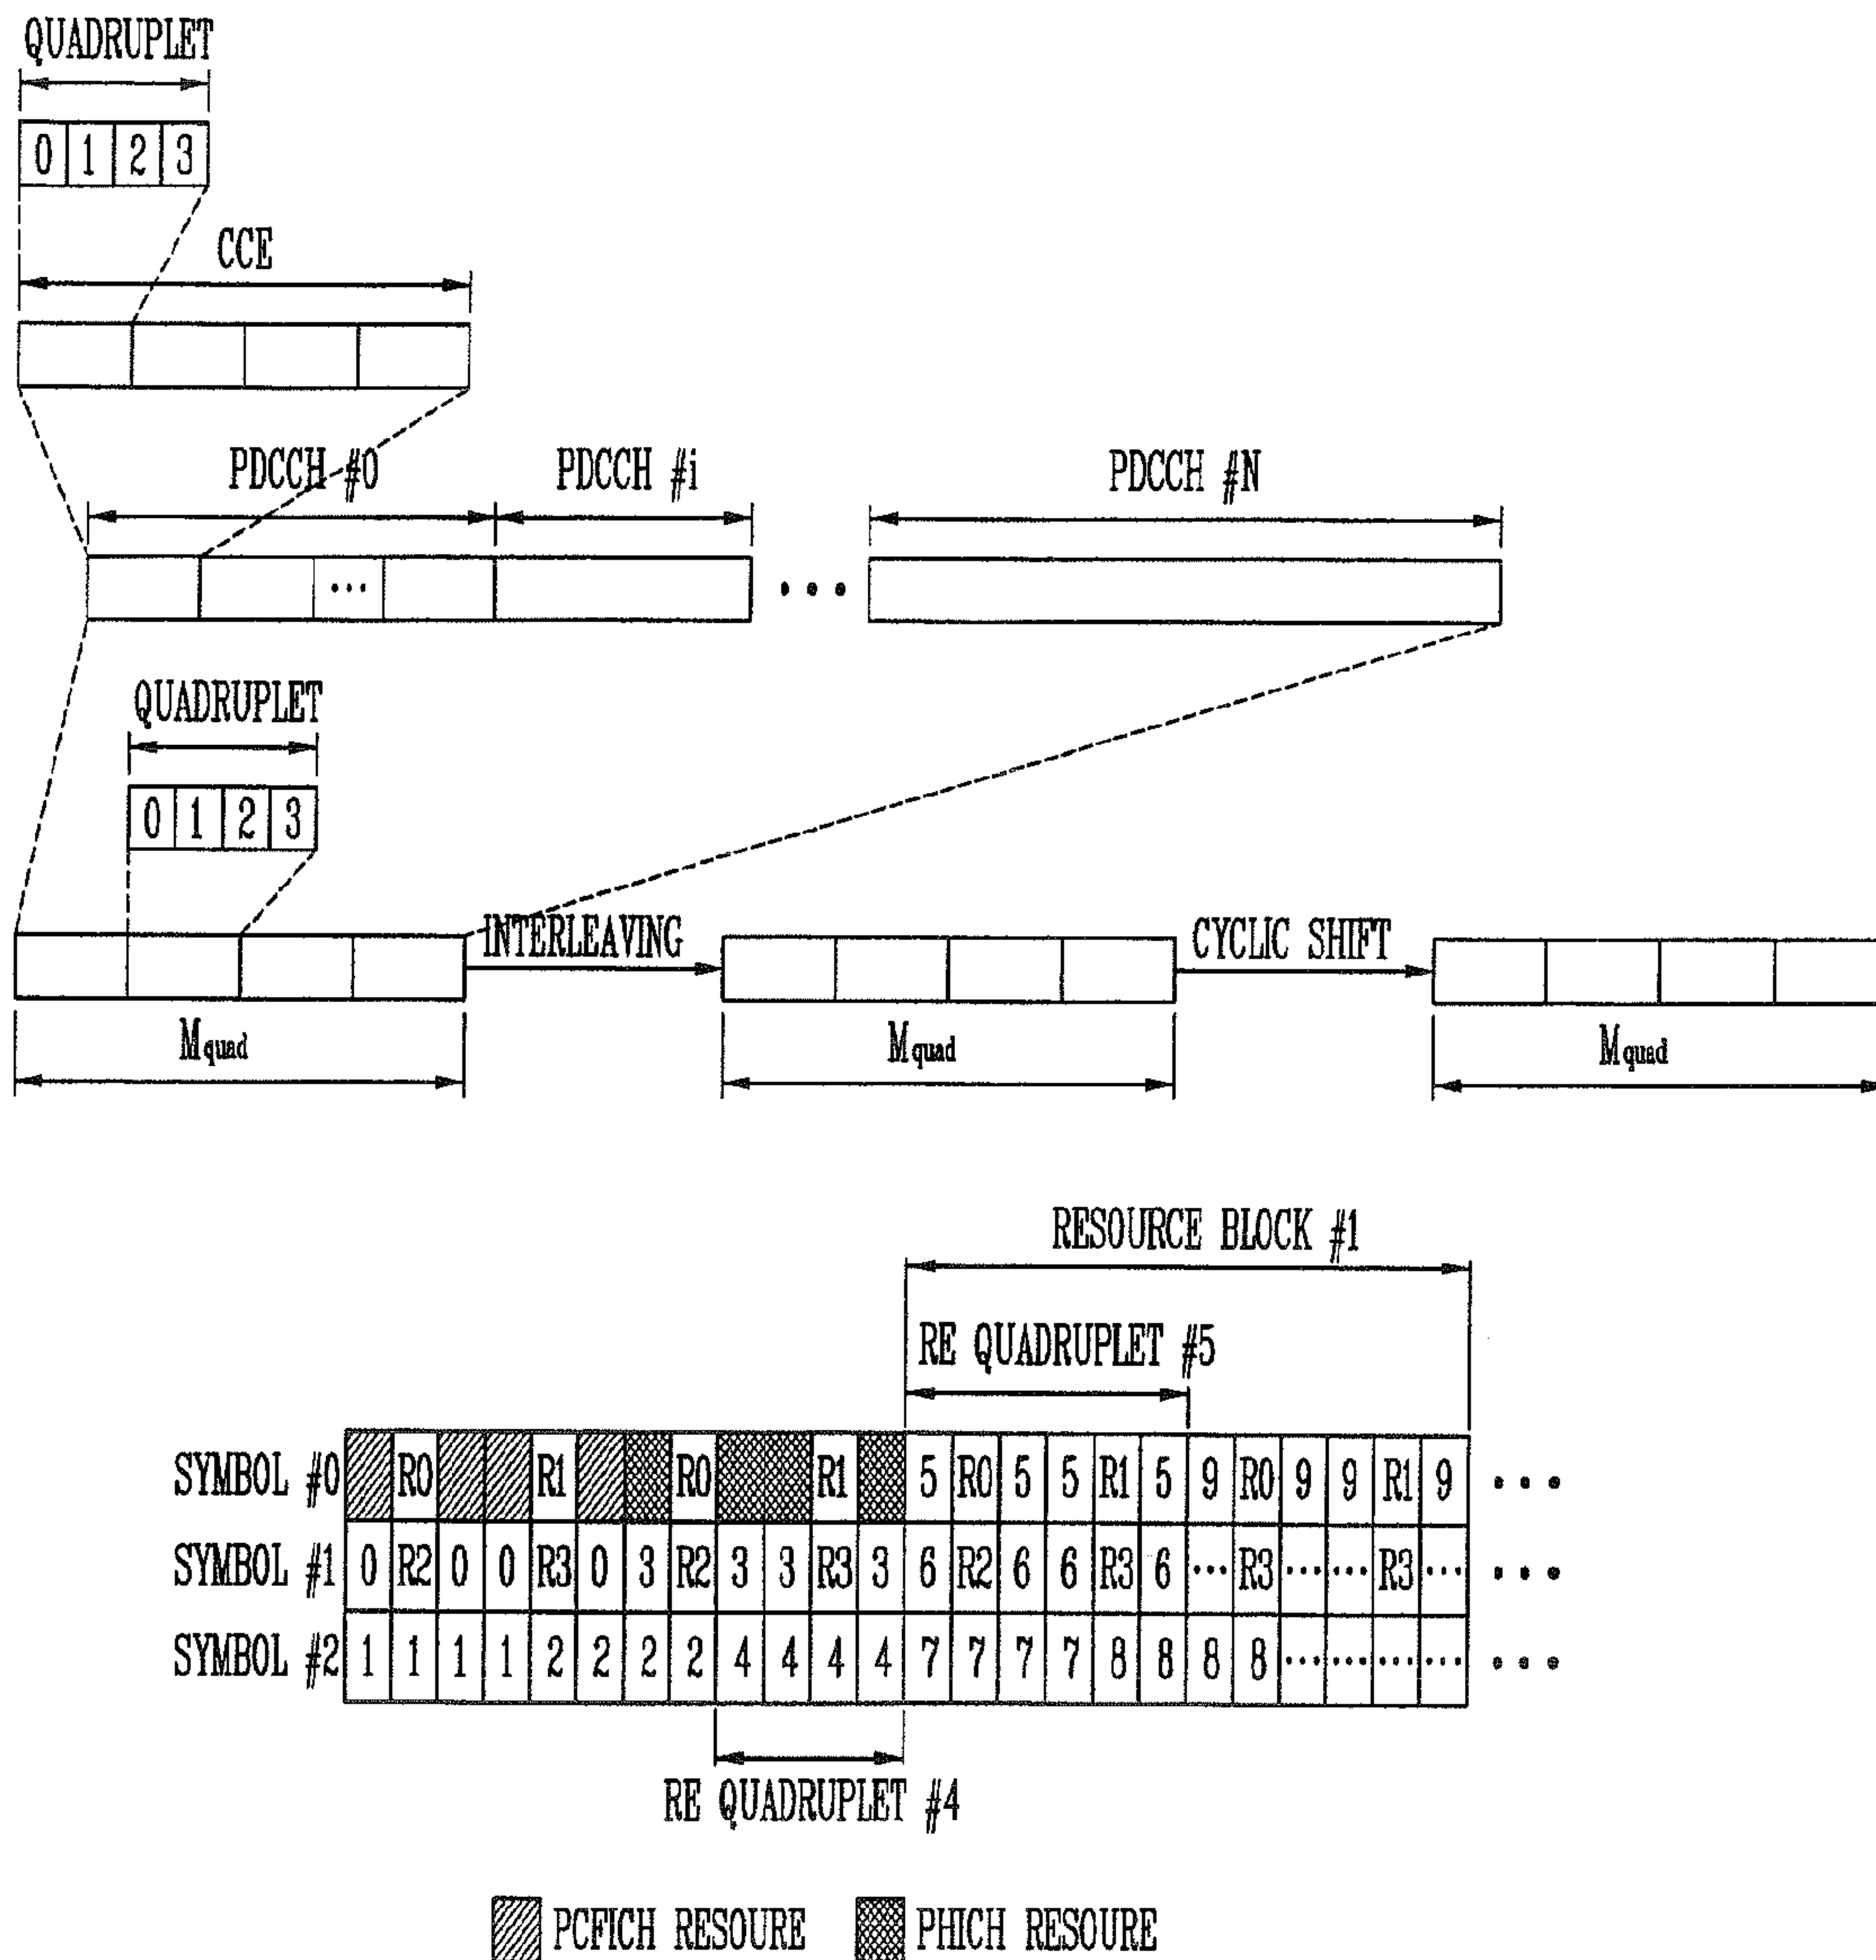 QUADRUPLET
0 1 2 3
CCE
PDCCH #0 PDCCH #i PDCCH #N
... • • •
QUADRUPLET
0 1 2 3
INTERLEAVING CYCLIC SHIFT
Mquad Mquad Mquad
RESOURCE BLOCK #1
RE QUADRUPLET #5
SYMBOL #0 R0 R1 R0 R1 5 R0 5 5 R1 5 9 R0 9 9 R1 9 • • •
SYMBOL #1 0 R2 0 0 R3 0 3 R2 3 3 R3 3 6 R2 6 6 R3 6 ... R3 ... ... R3 ... • • •
SYMBOL #2 1 1 1 1 2 2 2 2 4 4 4 4 7 7 7 7 8 8 8 8 ... ... ... ... • • •
RE QUADRUPLET #4
PCFICH RESOURE PHICH RESOURE